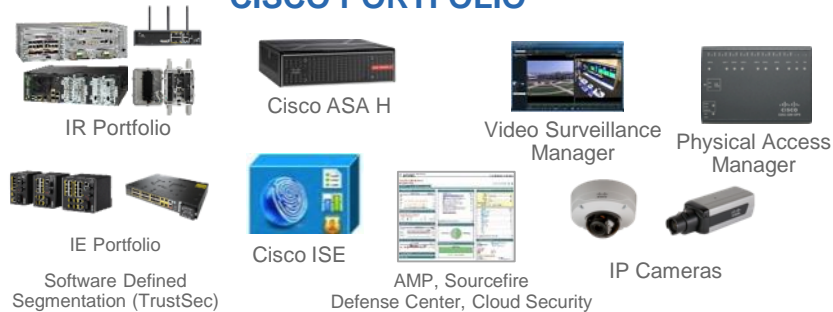 CISCO PORTFOLIO
IR Portfolio
Cisco ASA H
Video Surveillance
Manager
Physical Access
Manager
IE Portfolio
Cisco ISE
IP Cameras
Software Defined
Segmentation (TrustSec)
AMP, Sourcefire
Defense Center, Cloud Security